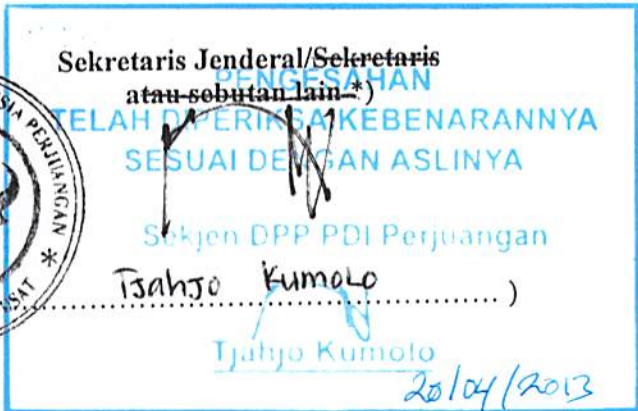 Sekretaris Jenderal/Sekretaris
atau sebutan lain *)
PENGESAHAN
TELAH DIPERIKSA KEBENARANNYA
SESUAI DENGAN ASLINYA
Sekjen DPP PDI Perjuangan
Tjahjo Kumolo
.................................................. )
Tjahjo Kumolo
20/04/2013
PERJUANGAN *